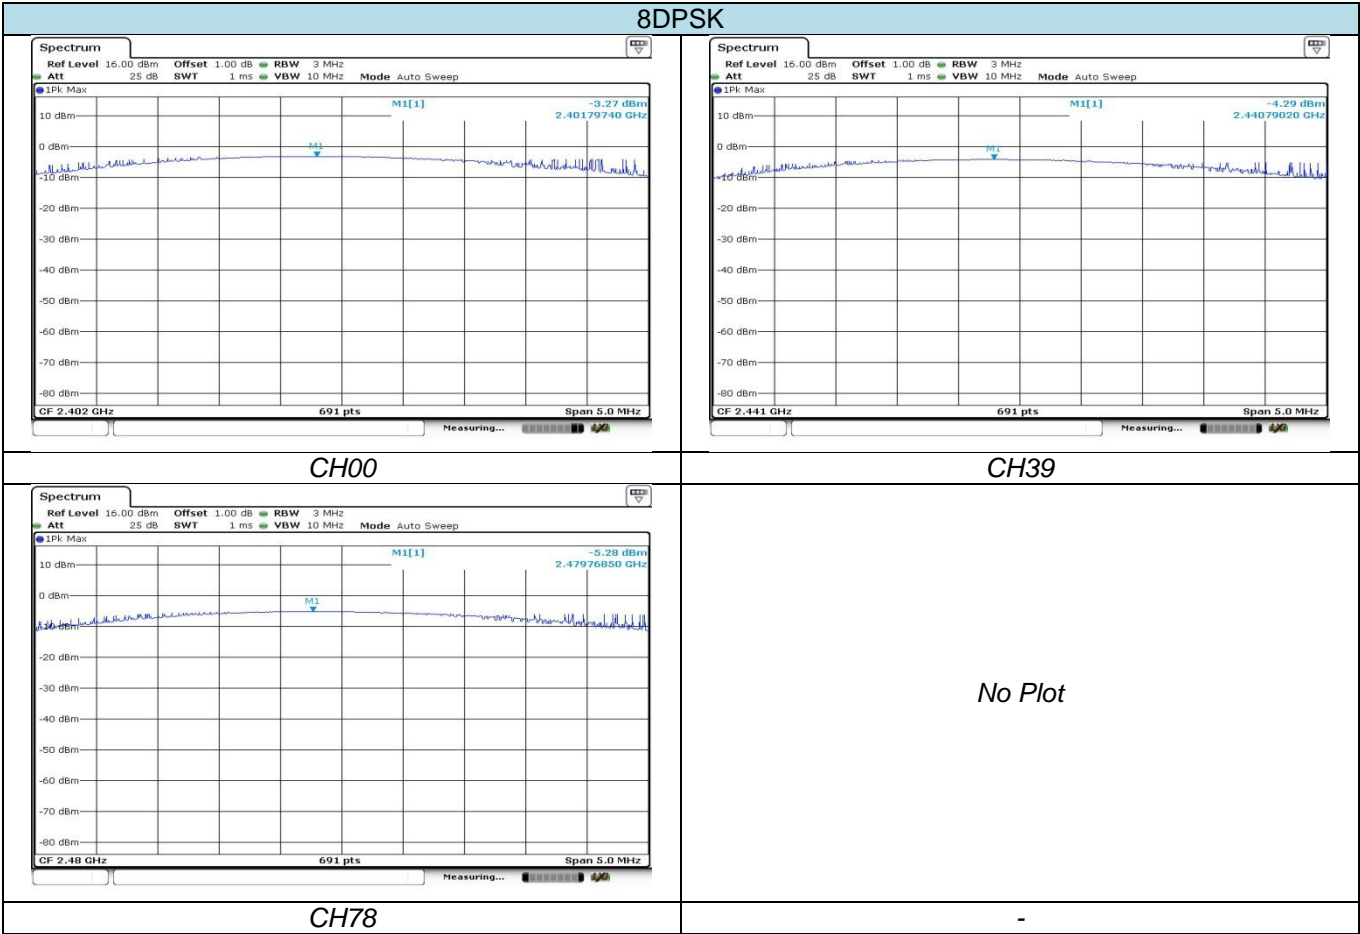 8DPSK
Spectrum
Ref Level 16.00 dBm Offset 1.00 dB RBW 3 MHz
Att 25 dB SWT 1 ms VBW 10 MHz Mode Auto Sweep
1Pk Max
M1[1] -3.27 dBm
2.40179740 GHz
10 dBm
0 dBm
M1
-10 dBm
-20 dBm
-30 dBm
-40 dBm
-50 dBm
-60 dBm
-70 dBm
-80 dBm
CF 2.402 GHz 691 pts Span 5.0 MHz
Measuring...
CH00
Spectrum
Ref Level 16.00 dBm Offset 1.00 dB RBW 3 MHz
Att 25 dB SWT 1 ms VBW 10 MHz Mode Auto Sweep
1Pk Max
M1[1] -4.29 dBm
2.44079020 GHz
10 dBm
0 dBm
M1
-10 dBm
-20 dBm
-30 dBm
-40 dBm
-50 dBm
-60 dBm
-70 dBm
-80 dBm
CF 2.441 GHz 691 pts Span 5.0 MHz
Measuring...
CH39
Spectrum
Ref Level 16.00 dBm Offset 1.00 dB RBW 3 MHz
Att 25 dB SWT 1 ms VBW 10 MHz Mode Auto Sweep
1Pk Max
M1[1] -5.28 dBm
2.47976850 GHz
10 dBm
0 dBm
M1
-10 dBm
-20 dBm
-30 dBm
-40 dBm
-50 dBm
-60 dBm
-70 dBm
-80 dBm
CF 2.48 GHz 691 pts Span 5.0 MHz
Measuring...
CH78
No Plot
-